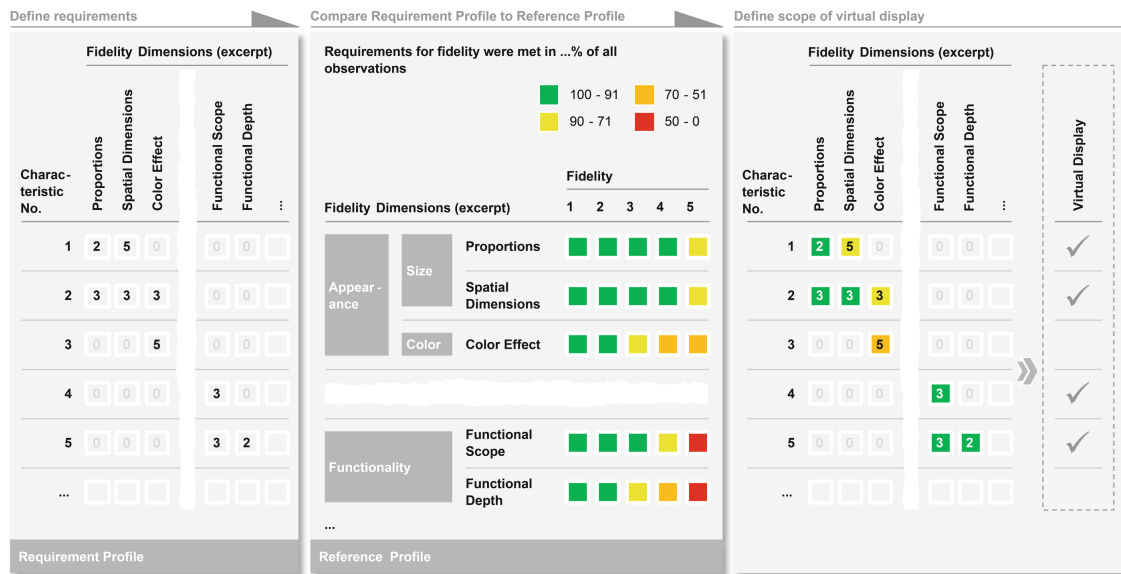 Define requirements
Compare Requirement Profile to Reference Profile
Define scope of virtual display
Fidelity Dimensions (excerpt)
Charac-
teristic
No.
Proportions
Spatial Dimensions
Color Effect
Functional Scope
Functional Depth
...
1 2 5 0 0 0
2 3 3 3 0 0
3 0 0 5 0 0
4 0 0 0 3 0
5 0 0 0 3 2
...
Requirement Profile
Requirements for fidelity were met in ...% of all
observations
100 - 91
70 - 51
90 - 71
50 - 0
Fidelity
Fidelity Dimensions (excerpt)
1 2 3 4 5
Appear-
ance
Size
Proportions
Spatial
Dimensions
Color
Color Effect
Functionality
Functional
Scope
Functional
Depth
...
Reference Profile
Fidelity Dimensions (excerpt)
Charac-
teristic
No.
Proportions
Spatial Dimensions
Color Effect
Functional Scope
Functional Depth
...
Virtual Display
1 2 5 0 0 0
2 3 3 3 0 0
3 0 0 5 0 0
4 0 0 0 3 0
5 0 0 0 3 2
...